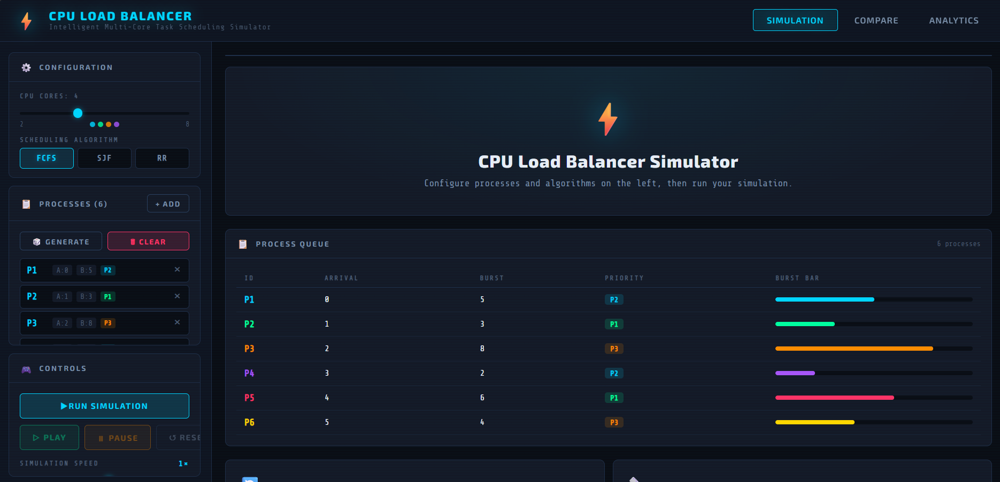 CPU LOAD BALANCER
Intelligent Multi-Core Task Scheduling Simulator
SIMULATION COMPARE ANALYTICS
CONFIGURATION
CPU CORES: 4
2 8
SCHEDULING ALGORITHM
FCFS SJF RR
PROCESSES (6) + ADD
GENERATE CLEAR
P1 A:0 B:5 P2 ×
P2 A:1 B:3 P1 ×
P3 A:2 B:8 P3 ×
CONTROLS
▶RUN SIMULATION
▷ PLAY ⏸ PAUSE ↺ RESE
SIMULATION SPEED 1×
CPU Load Balancer Simulator
Configure processes and algorithms on the left, then run your simulation.
PROCESS QUEUE 6 processes
ID ARRIVAL BURST PRIORITY BURST BAR
P1 0 5 P2
P2 1 3 P1
P3 2 8 P3
P4 3 2 P2
P5 4 6 P1
P6 5 4 P3